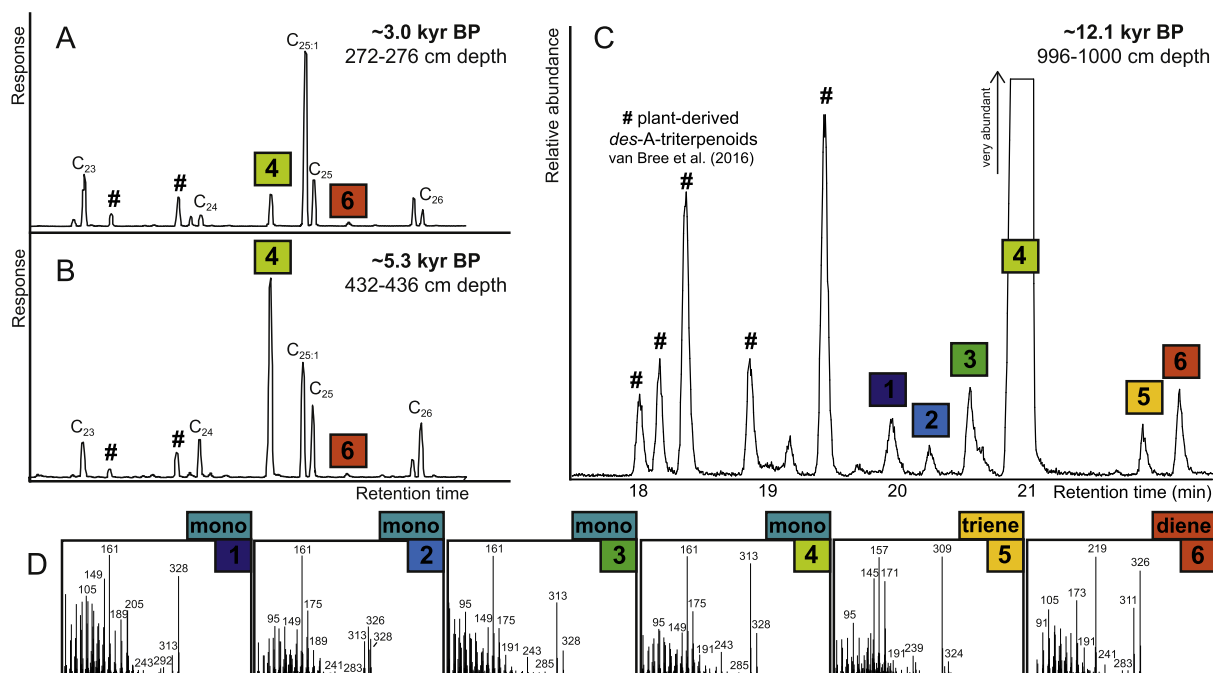 A
~3.0 kyr BP
272-276 cm depth
Response
C23
#
#
C24
4
C25:1
C25
6
C26
B
~5.3 kyr BP
432-436 cm depth
Response
C23
#
#
C24
4
C25:1
C25
6
C26
Retention time
C
~12.1 kyr BP
996-1000 cm depth
Relative abundance
# plant-derived
des-A-triterpenoids
van Bree et al. (2016)
very abundant
#
#
#
#
#
1
2
3
4
5
6
18 19 20 21 Retention time (min)
D
mono
1
161
149
105
189
205
243
292
313
328
mono
2
161
95
149
175
189
241
283
313
326
328
mono
3
161
95
149
175
191
243
285
313
328
mono
4
161
95
149
175
191
243
285
313
328
triene
5
157
95
145
171
191
239
309
324
diene
6
219
91
105
173
191
241
283
311
326